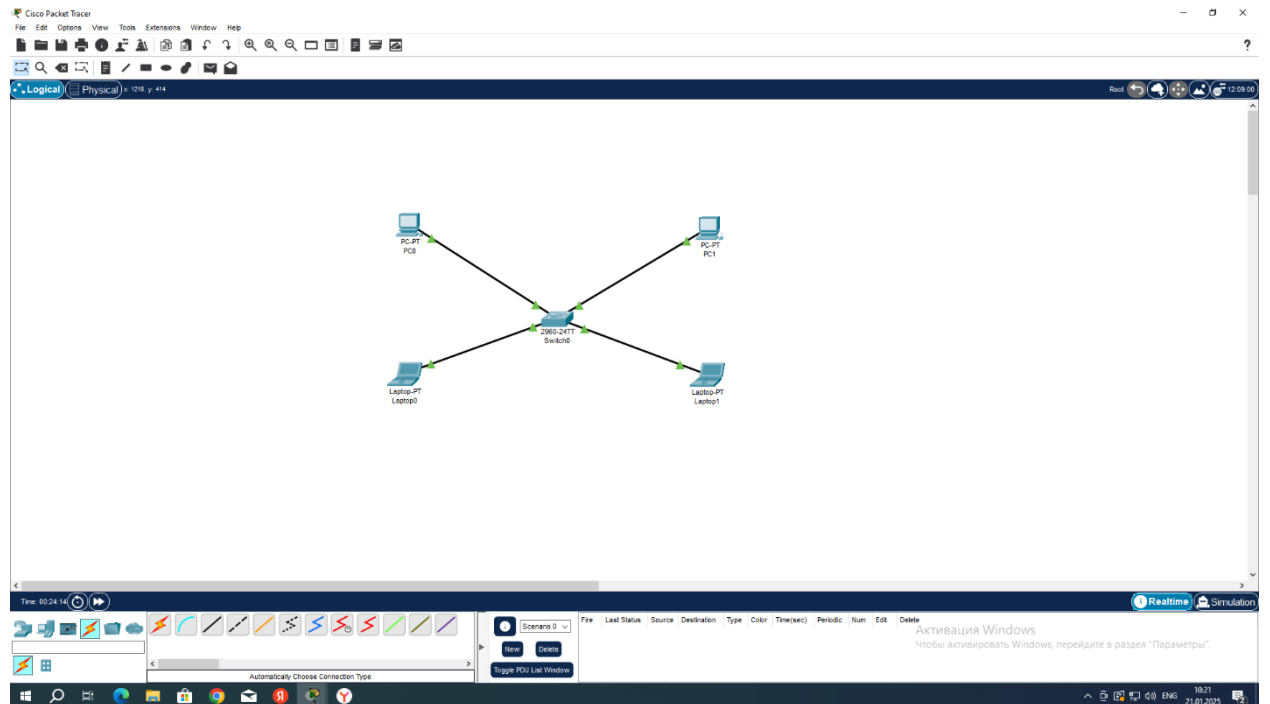 Cisco Packet Tracer
File Edit Options View Tools Extensions Window Help
?
Logical Physical x: 1218, y: 414 Root 12:09:00
PC-PT
PC0
PC-PT
PC1
2960-24TT
Switch0
Laptop-PT
Laptop0
Laptop-PT
Laptop1
Time: 00:24:14 Realtime Simulation
Scenario 0
New Delete
Toggle PDU List Window
Fire Last Status Source Destination Type Color Time(sec) Periodic Num Edit Delete
Активация Windows
Чтобы активировать Windows, перейдите в раздел "Параметры".
Automatically Choose Connection Type
ENG 10:21
21.01.2025